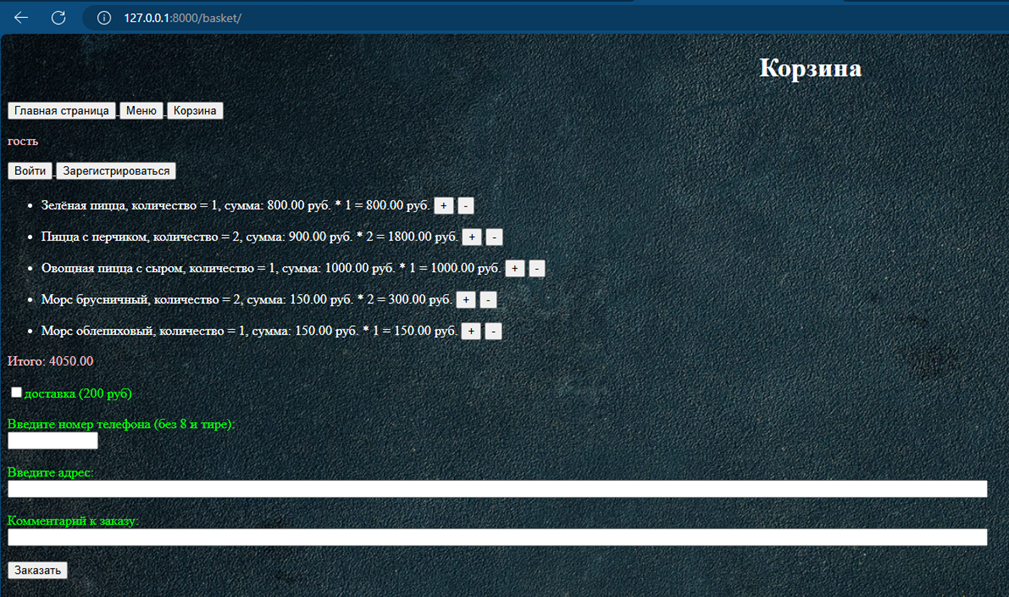 127.0.0.1:8000/basket/
Корзина
Главная страница Меню Корзина
гость
Войти Зарегистрироваться
Зелёная пицца, количество = 1, сумма: 800.00 руб. * 1 = 800.00 руб. + -
Пицца с перчиком, количество = 2, сумма: 900.00 руб. * 2 = 1800.00 руб. + -
Овощная пицца с сыром, количество = 1, сумма: 1000.00 руб. * 1 = 1000.00 руб. + -
Морс брусничный, количество = 2, сумма: 150.00 руб. * 2 = 300.00 руб. + -
Морс облепиховый, количество = 1, сумма: 150.00 руб. * 1 = 150.00 руб. + -
Итого: 4050.00
доставка (200 руб)
Введите номер телефона (без 8 и тире):
Введите адрес:
Комментарий к заказу:
Заказать